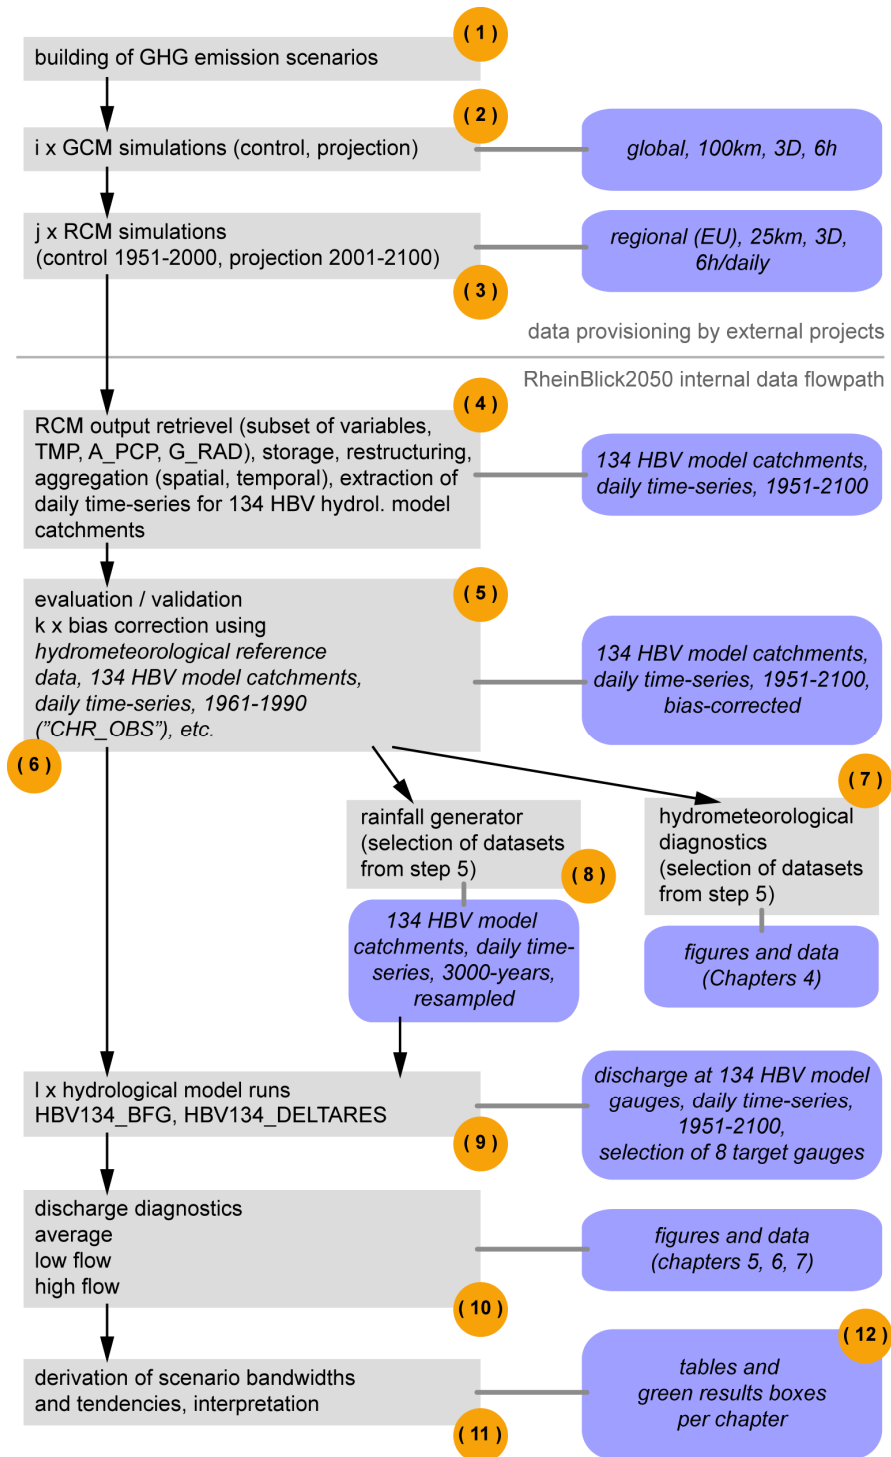 ( 1 )
building of GHG emission scenarios
( 2 )
i x GCM simulations (control, projection)
global, 100km, 3D, 6h
j x RCM simulations
(control 1951-2000, projection 2001-2100)
( 3 )
regional (EU), 25km, 3D,
6h/daily
data provisioning by external projects
RheinBlick2050 internal data flowpath
( 4 )
RCM output retrievel (subset of variables,
TMP, A_PCP, G_RAD), storage, restructuring,
aggregation (spatial, temporal), extraction of
daily time-series for 134 HBV hydrol. model
catchments
134 HBV model catchments,
daily time-series, 1951-2100
( 5 )
evaluation / validation
k x bias correction using
hydrometeorological reference
data, 134 HBV model catchments,
daily time-series, 1961-1990
("CHR_OBS"), etc.
134 HBV model catchments,
daily time-series, 1951-2100,
bias-corrected
( 6 )
( 7 )
rainfall generator
(selection of datasets
from step 5)
( 8 )
hydrometeorological
diagnostics
(selection of datasets
from step 5)
134 HBV model
catchments, daily time-
series, 3000-years,
resampled
figures and data
(Chapters 4)
l x hydrological model runs
HBV134_BFG, HBV134_DELTARES
( 9 )
discharge at 134 HBV model
gauges, daily time-series,
1951-2100,
selection of 8 target gauges
discharge diagnostics
average
low flow
high flow
( 10 )
figures and data
(chapters 5, 6, 7)
( 12 )
derivation of scenario bandwidths
and tendencies, interpretation
( 11 )
tables and
green results boxes
per chapter